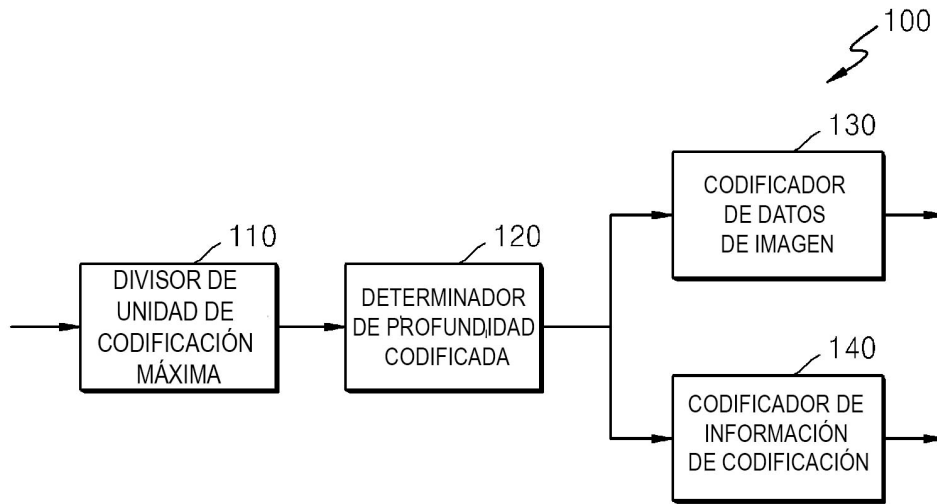 100
130
CODIFICADOR
DE DATOS
DE IMAGEN
110
DIVISOR DE
UNIDAD DE
CODIFICACIÓN
MÁXIMA
120
DETERMINADOR
DE PROFUNDIDAD
CODIFICADA
140
CODIFICADOR DE
INFORMACIÓN
DE CODIFICACIÓN